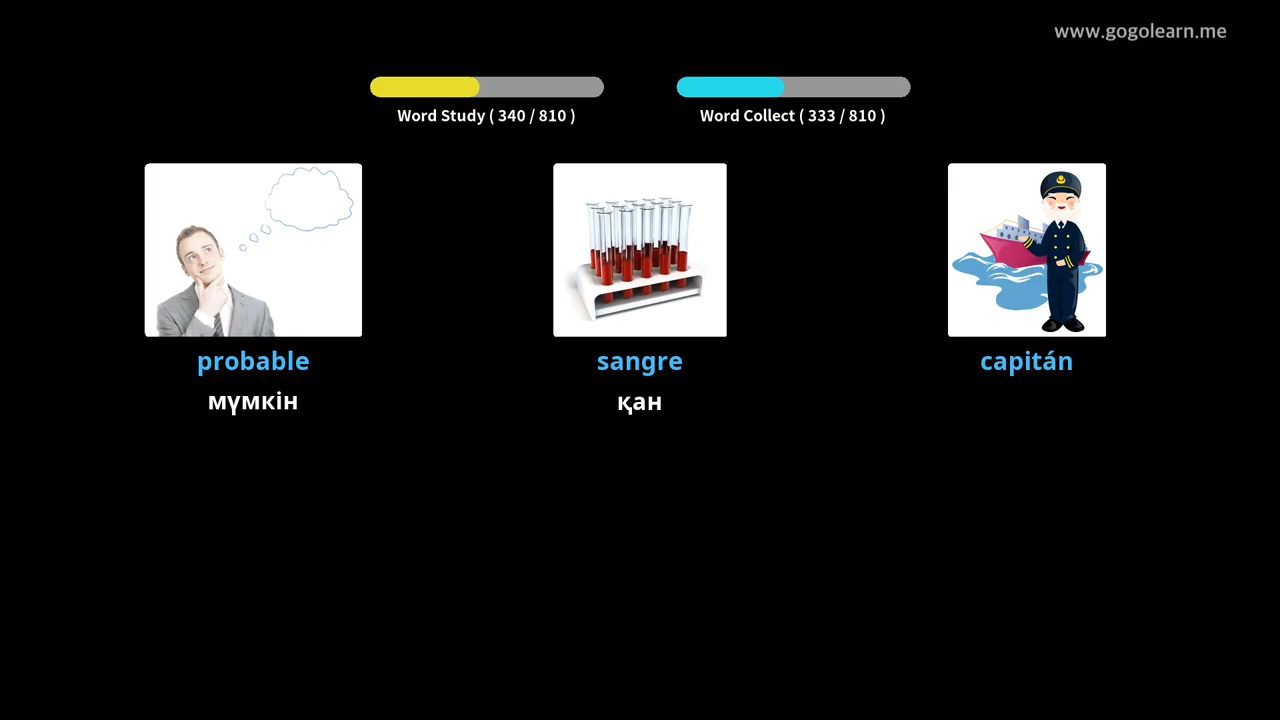 www.gogolearn.me
Word Study ( 340 / 810 )
Word Collect ( 333 / 810 )
probable
sangre
capitán
мүмкін
қан